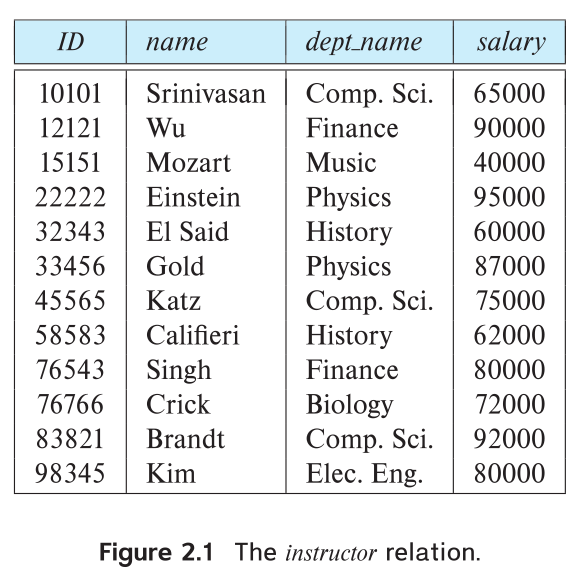 ID name dept_name salary
10101 Srinivasan Comp. Sci. 65000
12121 Wu Finance 90000
15151 Mozart Music 40000
22222 Einstein Physics 95000
32343 El Said History 60000
33456 Gold Physics 87000
45565 Katz Comp. Sci. 75000
58583 Califieri History 62000
76543 Singh Finance 80000
76766 Crick Biology 72000
83821 Brandt Comp. Sci. 92000
98345 Kim Elec. Eng. 80000
Figure 2.1 The instructor relation.